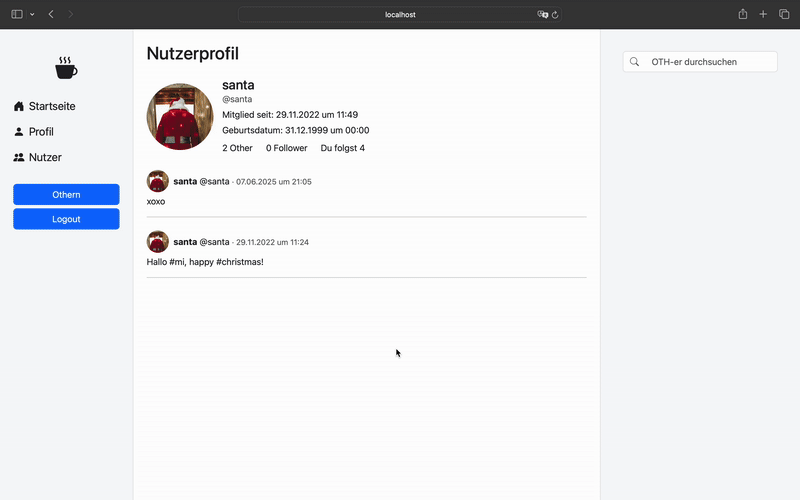 localhost
Nutzerprofil
santa
@santa
Mitglied seit: 29.11.2022 um 11:49
Geburtsdatum: 31.12.1999 um 00:00
2 Other 0 Follower Du folgst 4
santa @santa · 07.06.2025 um 21:05
xoxo
santa @santa · 29.11.2022 um 11:24
Hallo #mi, happy #christmas!
Startseite
Profil
Nutzer
Othern
Logout
OTH-er durchsuchen